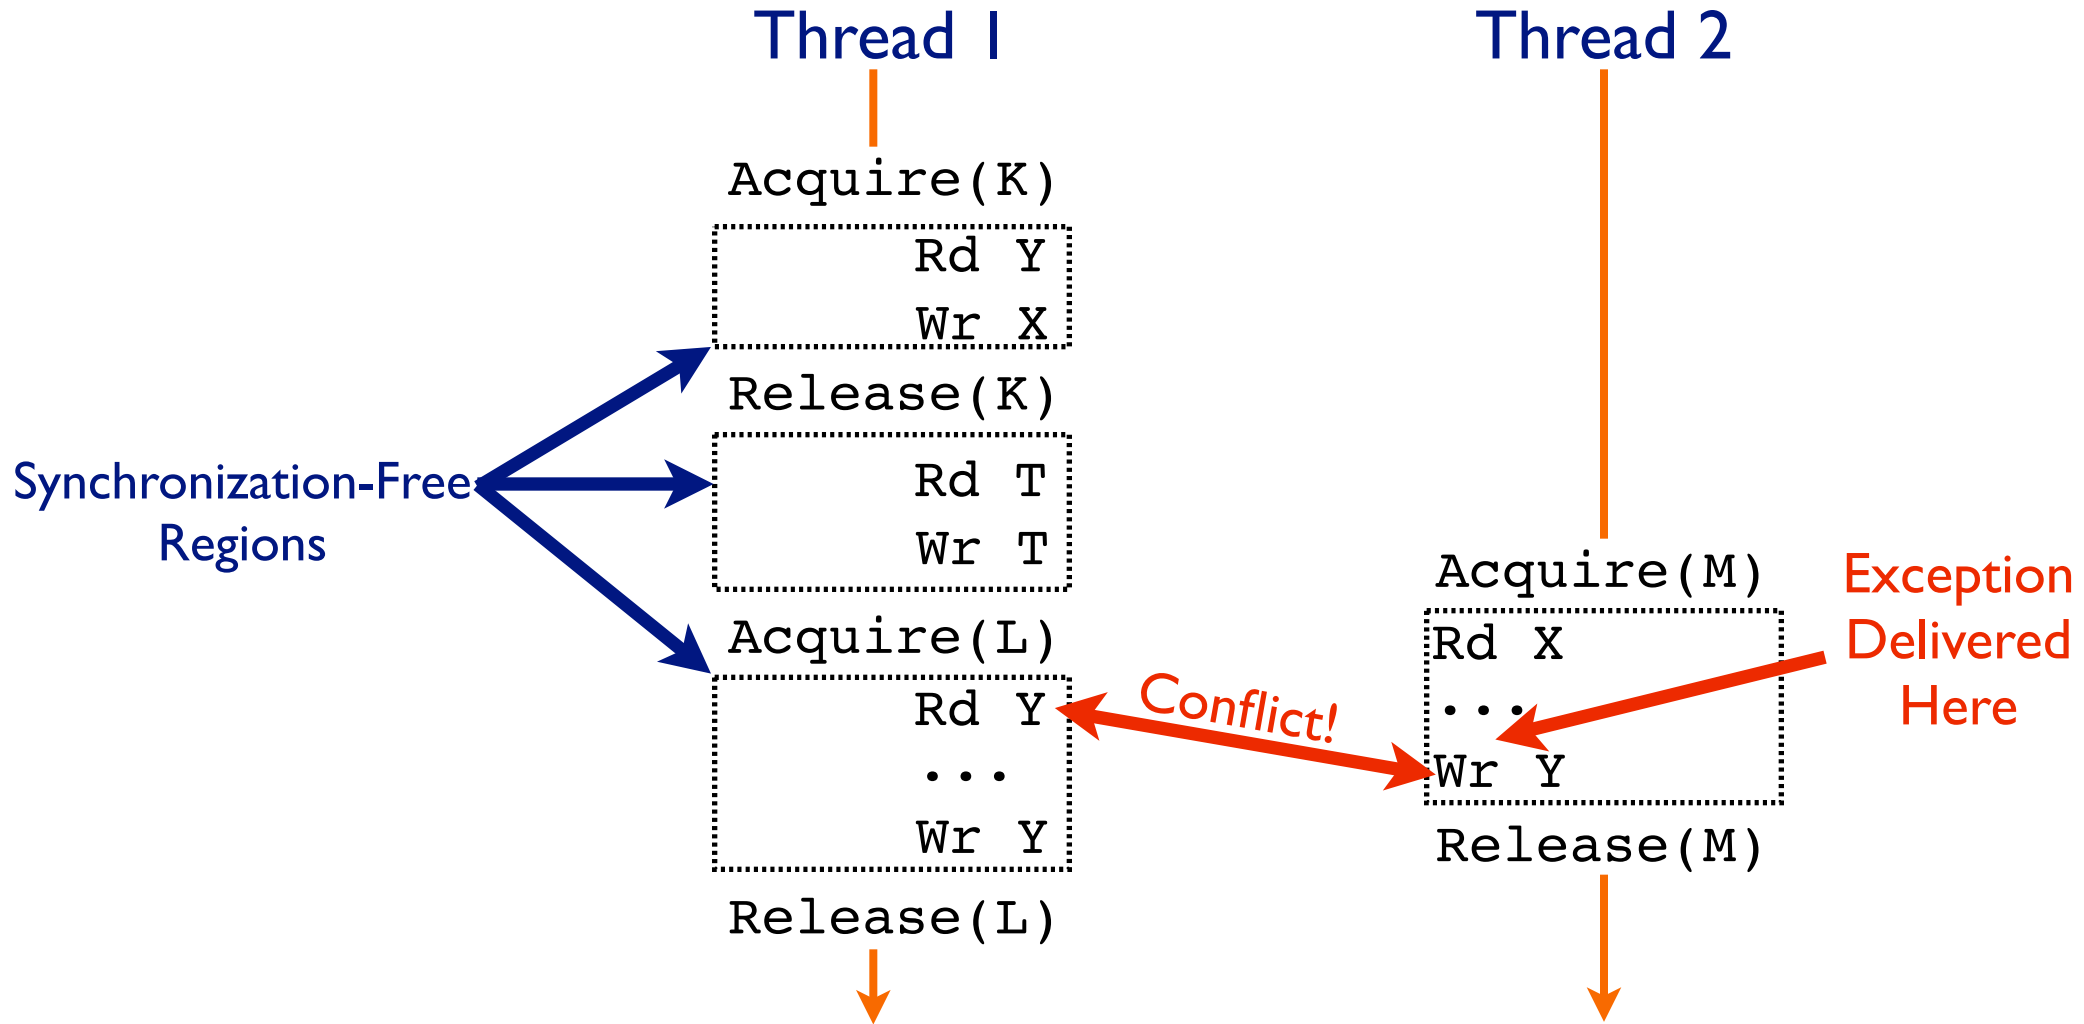 Thread 1
Thread 2
Acquire(K)
Rd Y
Wr X
Release(K)
Synchronization-Free
Regions
Rd T
Wr T
Acquire(L)
Rd Y
...
Wr Y
Release(L)
Conflict!
Acquire(M)
Rd X
...
Wr Y
Release(M)
Exception
Delivered
Here